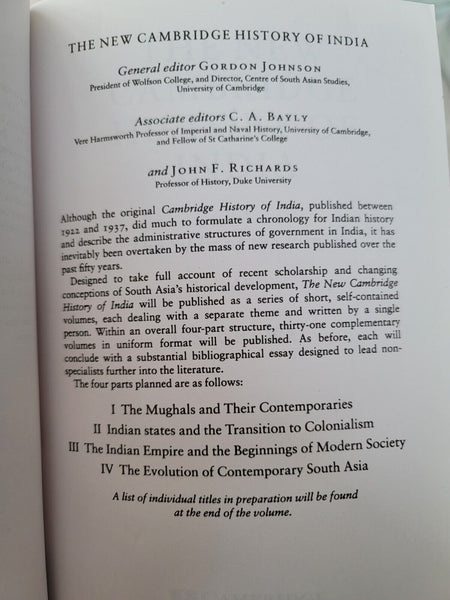 THE NEW CAMBRIDGE HISTORY OF INDIA
General editor GORDON JOHNSON
President of Wolfson College, and Director, Centre of South Asian Studies,
University of Cambridge
Associate editors C. A. BAYLY
Vere Harmsworth Professor of Imperial and Naval History, University of Cambridge,
and Fellow of St Catharine's College
and JOHN F. RICHARDS
Professor of History, Duke University
Although the original Cambridge History of India, published between
1922 and 1937, did much to formulate a chronology for Indian history
and describe the administrative structures of government in India, it has
inevitably been overtaken by the mass of new research published over the
past fifty years.
Designed to take full account of recent scholarship and changing
conceptions of South Asia's historical development, The New Cambridge
History of India will be published as a series of short, self-contained
volumes, each dealing with a separate theme and written by a single
person. Within an overall four-part structure, thirty-one complementary
volumes in uniform format will be published. As before, each will
conclude with a substantial bibliographical essay designed to lead non-
specialists further into the literature.
The four parts planned are as follows:
I The Mughals and Their Contemporaries
II Indian states and the Transition to Colonialism
III The Indian Empire and the Beginnings of Modern Society
IV The Evolution of Contemporary South Asia
A list of individual titles in preparation will be found
at the end of the volume.